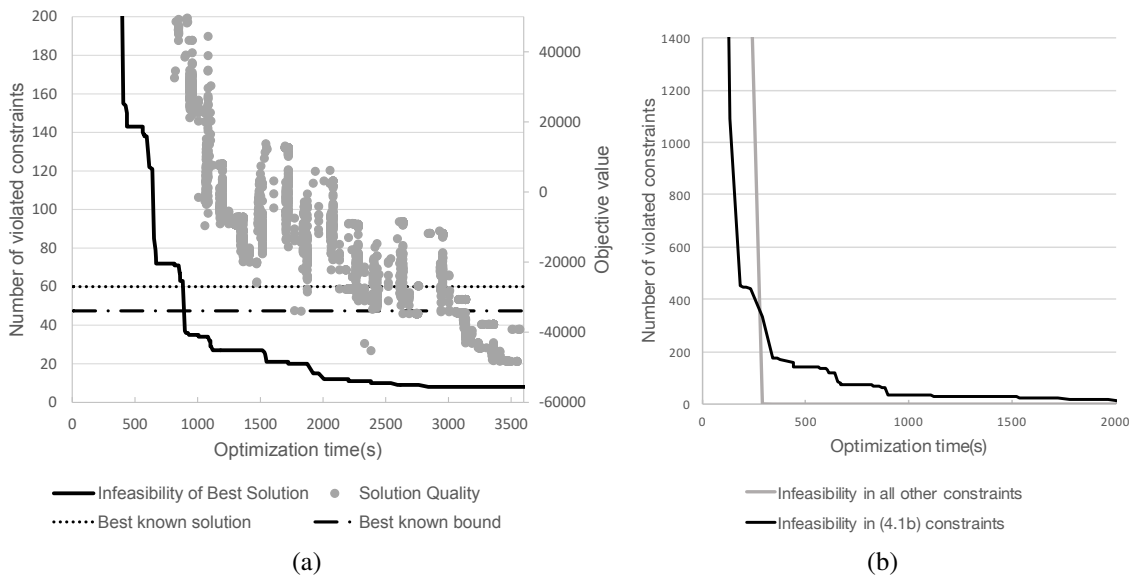 200
180
160
140
120
100
80
60
40
20
0
Number of violated constraints
40000
20000
0
-20000
-40000
-60000
Objective value
0 500 1000 1500 2000 2500 3000 3500
Optimization time(s)
Infeasibility of Best Solution Solution Quality
Best known solution Best known bound
(a)
1400
1200
1000
800
600
400
200
0
Number of violated constraints
0 500 1000 1500 2000
Optimization time(s)
Infeasibility in all other constraints
Infeasibility in (4.1b) constraints
(b)